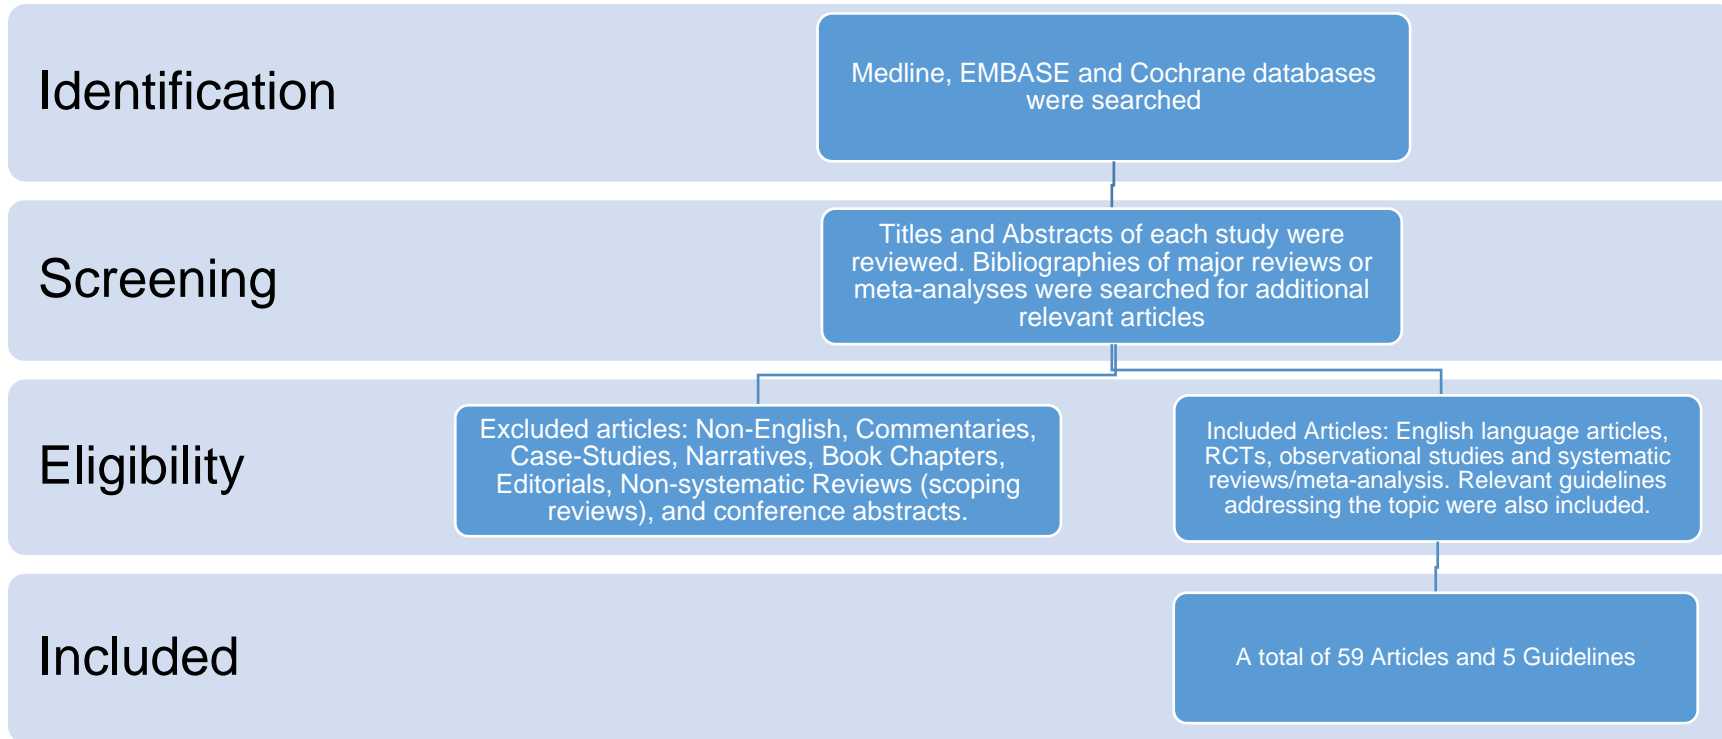 Identification
Medline, EMBASE and Cochrane databases
were searched
Screening
Titles and Abstracts of each study were
reviewed. Bibliographies of major reviews or
meta-analyses were searched for additional
relevant articles
Eligibility
Excluded articles: Non-English, Commentaries,
Case-Studies, Narratives, Book Chapters,
Editorials, Non-systematic Reviews (scoping
reviews), and conference abstracts.
Included Articles: English language articles,
RCTs, observational studies and systematic
reviews/meta-analysis. Relevant guidelines
addressing the topic were also included.
Included
A total of 59 Articles and 5 Guidelines